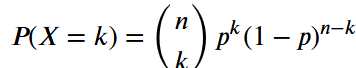 P(X = k) = (n k) p^k (1 − p)^{n−k}